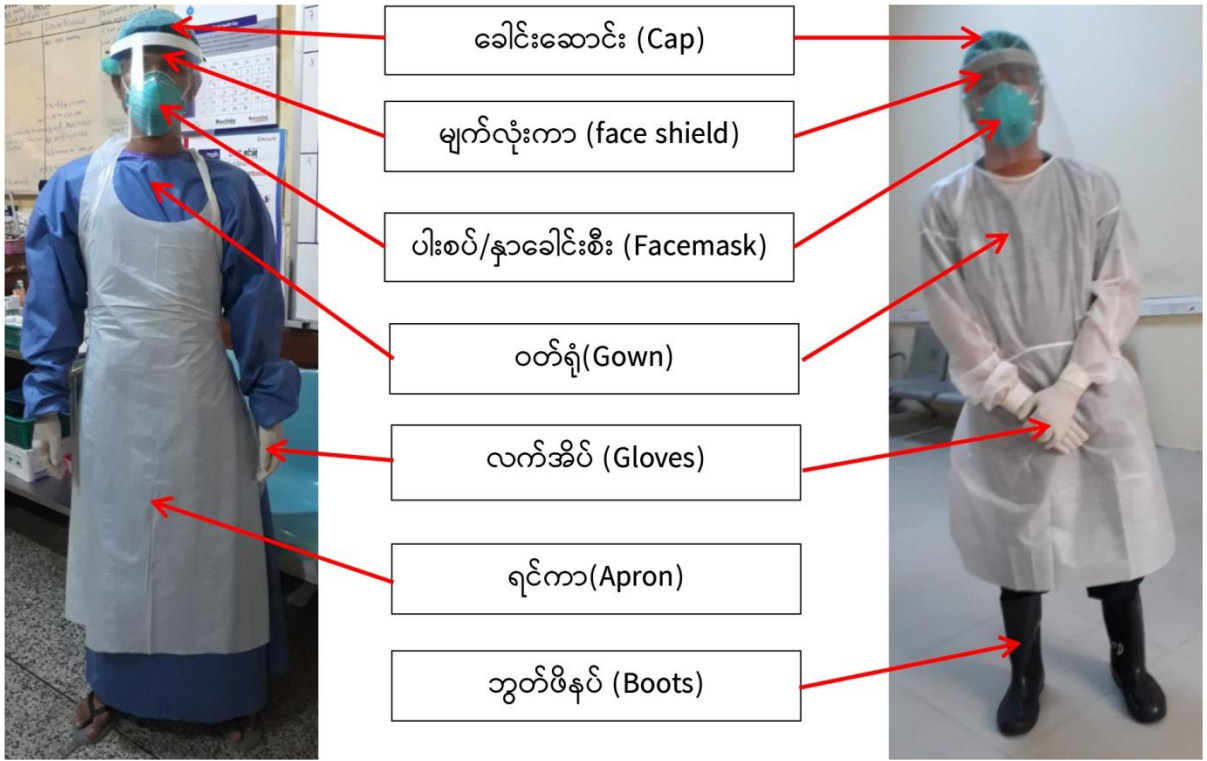 ခေါင်းဆောင်း (Cap)
မျက်လုံးကာ (face shield)
ပါးစပ်/နှာခေါင်းစီး (Facemask)
ဝတ်ရုံ(Gown)
လက်အိပ် (Gloves)
ရင်ကာ(Apron)
ဘွတ်ဖိနပ် (Boots)